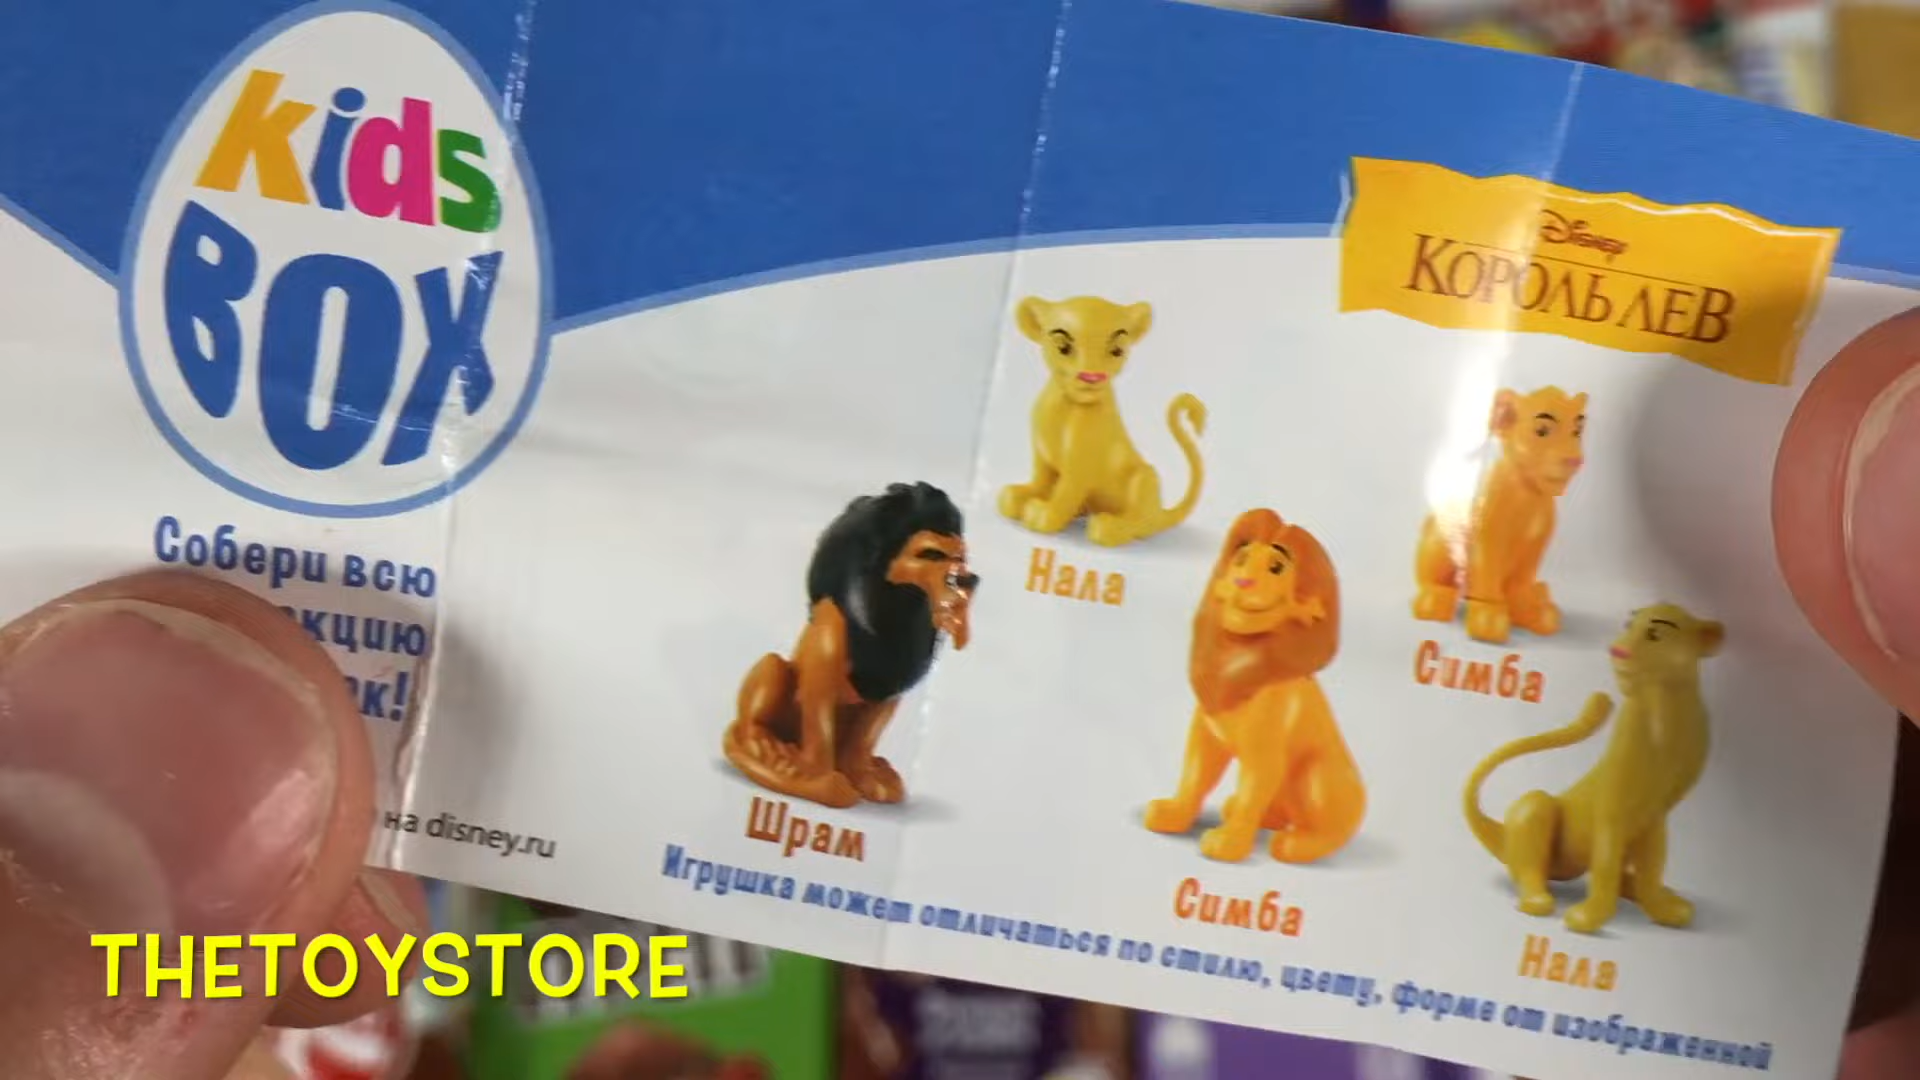 kids
BOX
Disney
КОРОЛЬ ЛЕВ
Собери всю
Нала
Симба
Шрам
Симба
Нала
на disney.ru
Игрушка может отличаться по стилю, цвету, форме от изображенной
THETOYSTORE